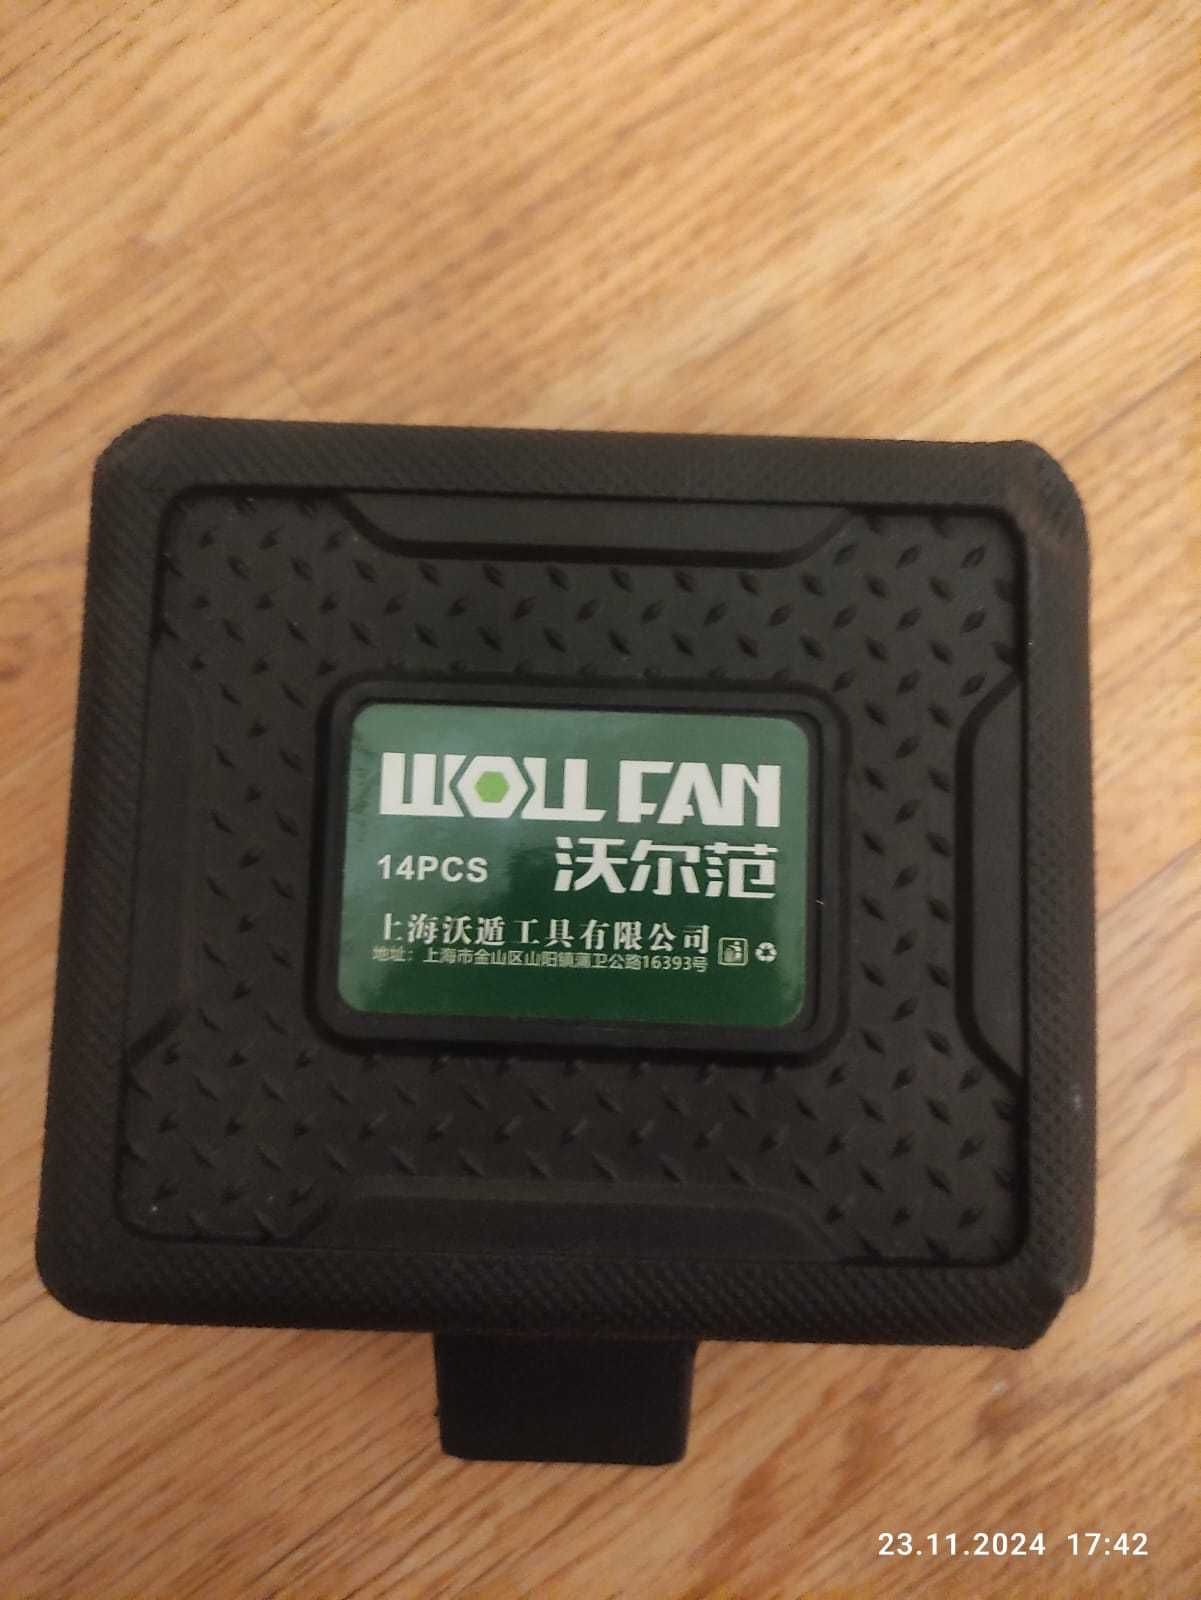 WOLL FAN
14PCS 沃尔范
上海沃遁工具有限公司
地址：上海市金山区山阳镇蒲卫公路16393号
23.11.2024 17:42